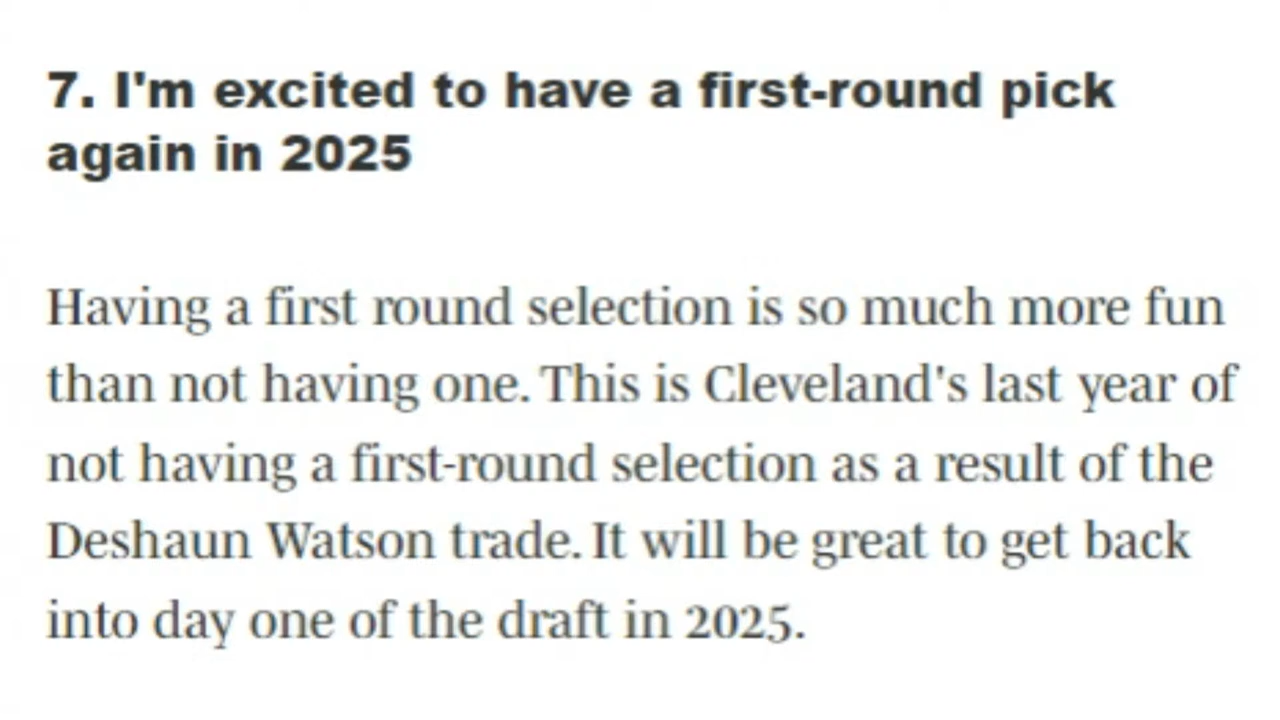 7. I'm excited to have a first-round pick
again in 2025
Having a first round selection is so much more fun
than not having one. This is Cleveland's last year of
not having a first-round selection as a result of the
Deshaun Watson trade. It will be great to get back
into day one of the draft in 2025.